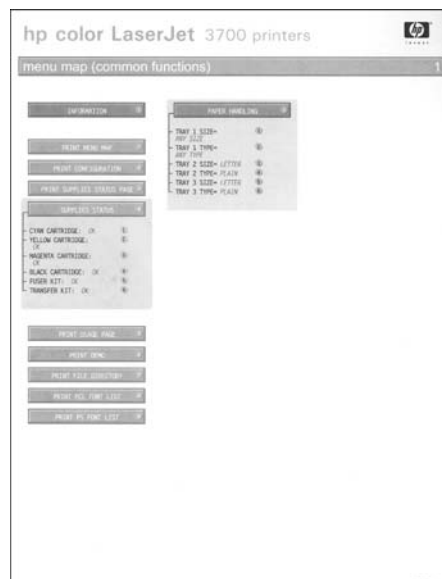 hp color LaserJet 3700 printers
hp
invent
menu map (common functions)
1
INFORMATION
PRINT MENU MAP
PRINT CONFIGURATION
PRINT SUPPLIES STATUS PAGE
SUPPLIES STATUS
CYAN CARTRIDGE: OK
YELLOW CARTRIDGE:
OK
MAGENTA CARTRIDGE:
OK
BLACK CARTRIDGE: OK
FUSER KIT: OK
TRANSFER KIT: OK
PRINT USAGE PAGE
PRINT DEMO
PRINT FILE DIRECTORY
PRINT PCL FONT LIST
PRINT PS FONT LIST
PAPER HANDLING
TRAY 1 SIZE=
ANY SIZE
TRAY 1 TYPE=
ANY TYPE
TRAY 2 SIZE= LETTER
TRAY 2 TYPE= PLAIN
TRAY 3 SIZE= LETTER
TRAY 3 TYPE= PLAIN